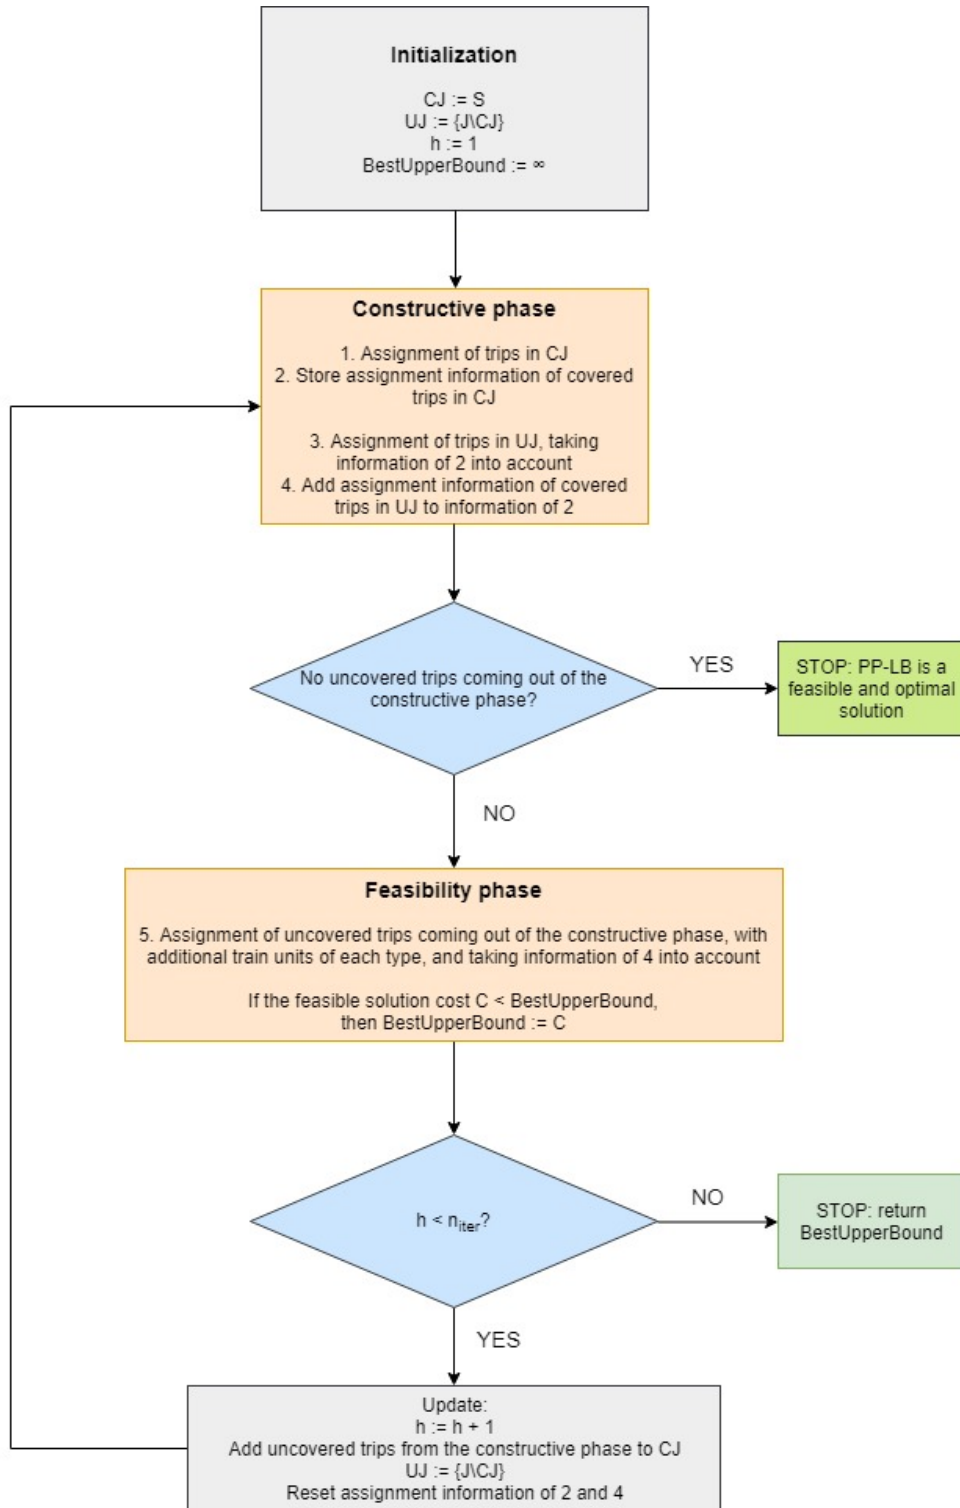 Initialization
CJ := S
UJ := {J\CJ}
h := 1
BestUpperBound := ∞
Constructive phase
1. Assignment of trips in CJ
2. Store assignment information of covered
trips in CJ
3. Assignment of trips in UJ, taking
information of 2 into account
4. Add assignment information of covered
trips in UJ to information of 2
No uncovered trips coming out of the
constructive phase?
YES
STOP: PP-LB is a
feasible and optimal
solution
NO
Feasibility phase
5. Assignment of uncovered trips coming out of the constructive phase, with
additional train units of each type, and taking information of 4 into account
If the feasible solution cost C < BestUpperBound,
then BestUpperBound := C
h < n_iter?
NO
STOP: return
BestUpperBound
YES
Update:
h := h + 1
Add uncovered trips from the constructive phase to CJ
UJ := {J\CJ}
Reset assignment information of 2 and 4